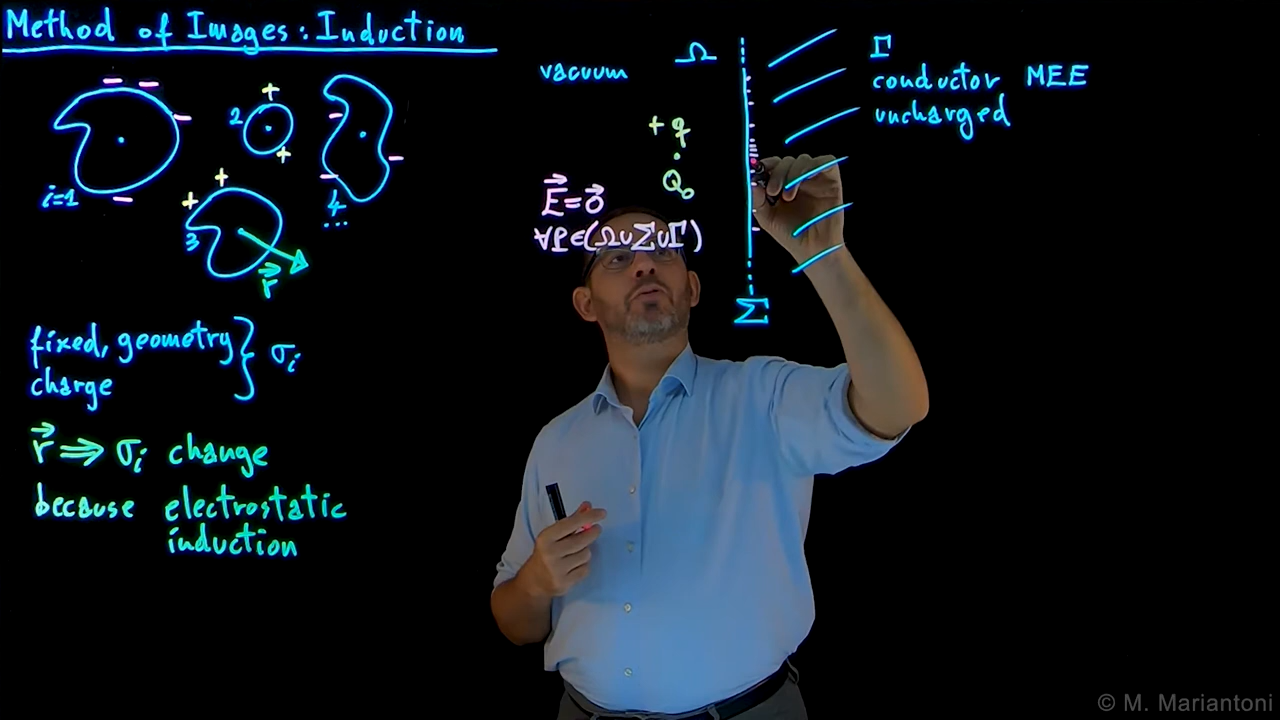 Method of Images: Induction
i=1
2
3
4
...
r⃗
fixed, geometry
charge
} σᵢ
r⃗ ⇒ σᵢ change
because electrostatic
induction
vacuum
Ω
+q
Q₀
E⃗=0⃗
∀P∈(Ω∪Σ∪Γ)
Σ
Γ
conductor MEE
uncharged
© M. Mariantoni